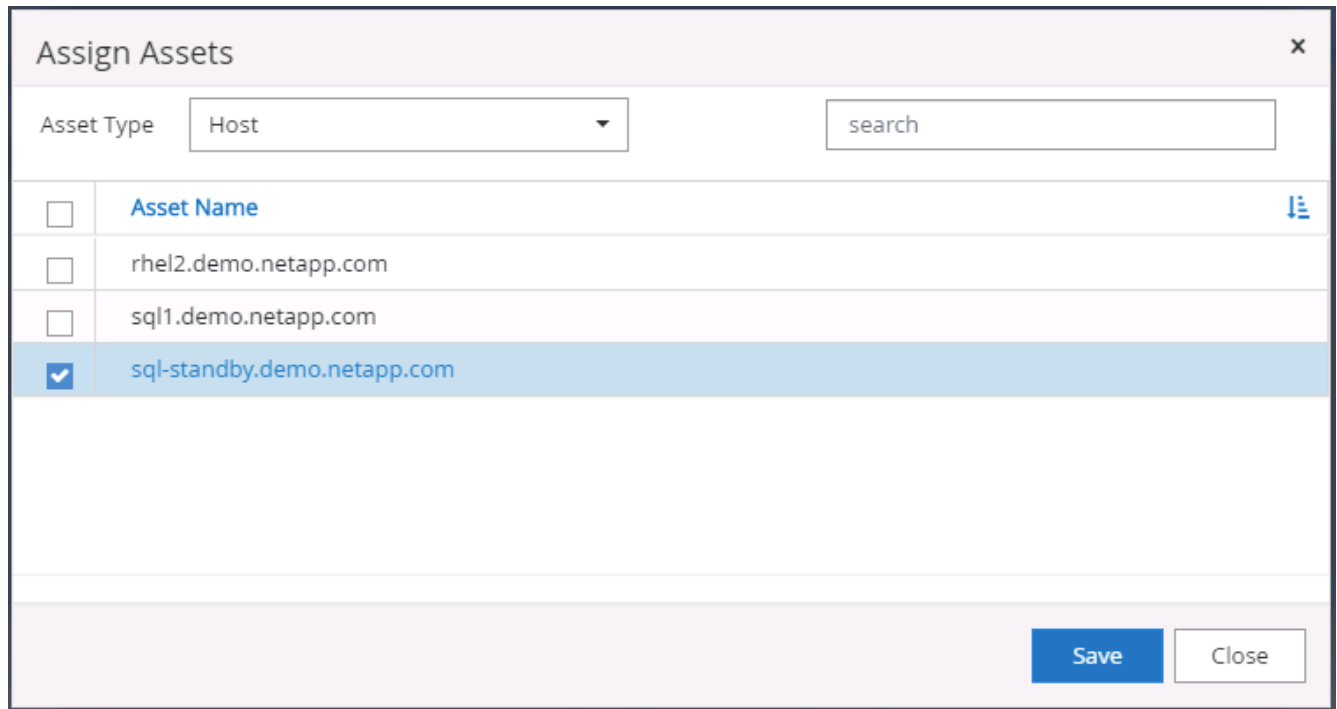 Assign Assets
Asset Type Host search
Asset Name
rhel2.demo.netapp.com
sql1.demo.netapp.com
sql-standby.demo.netapp.com
Save Close